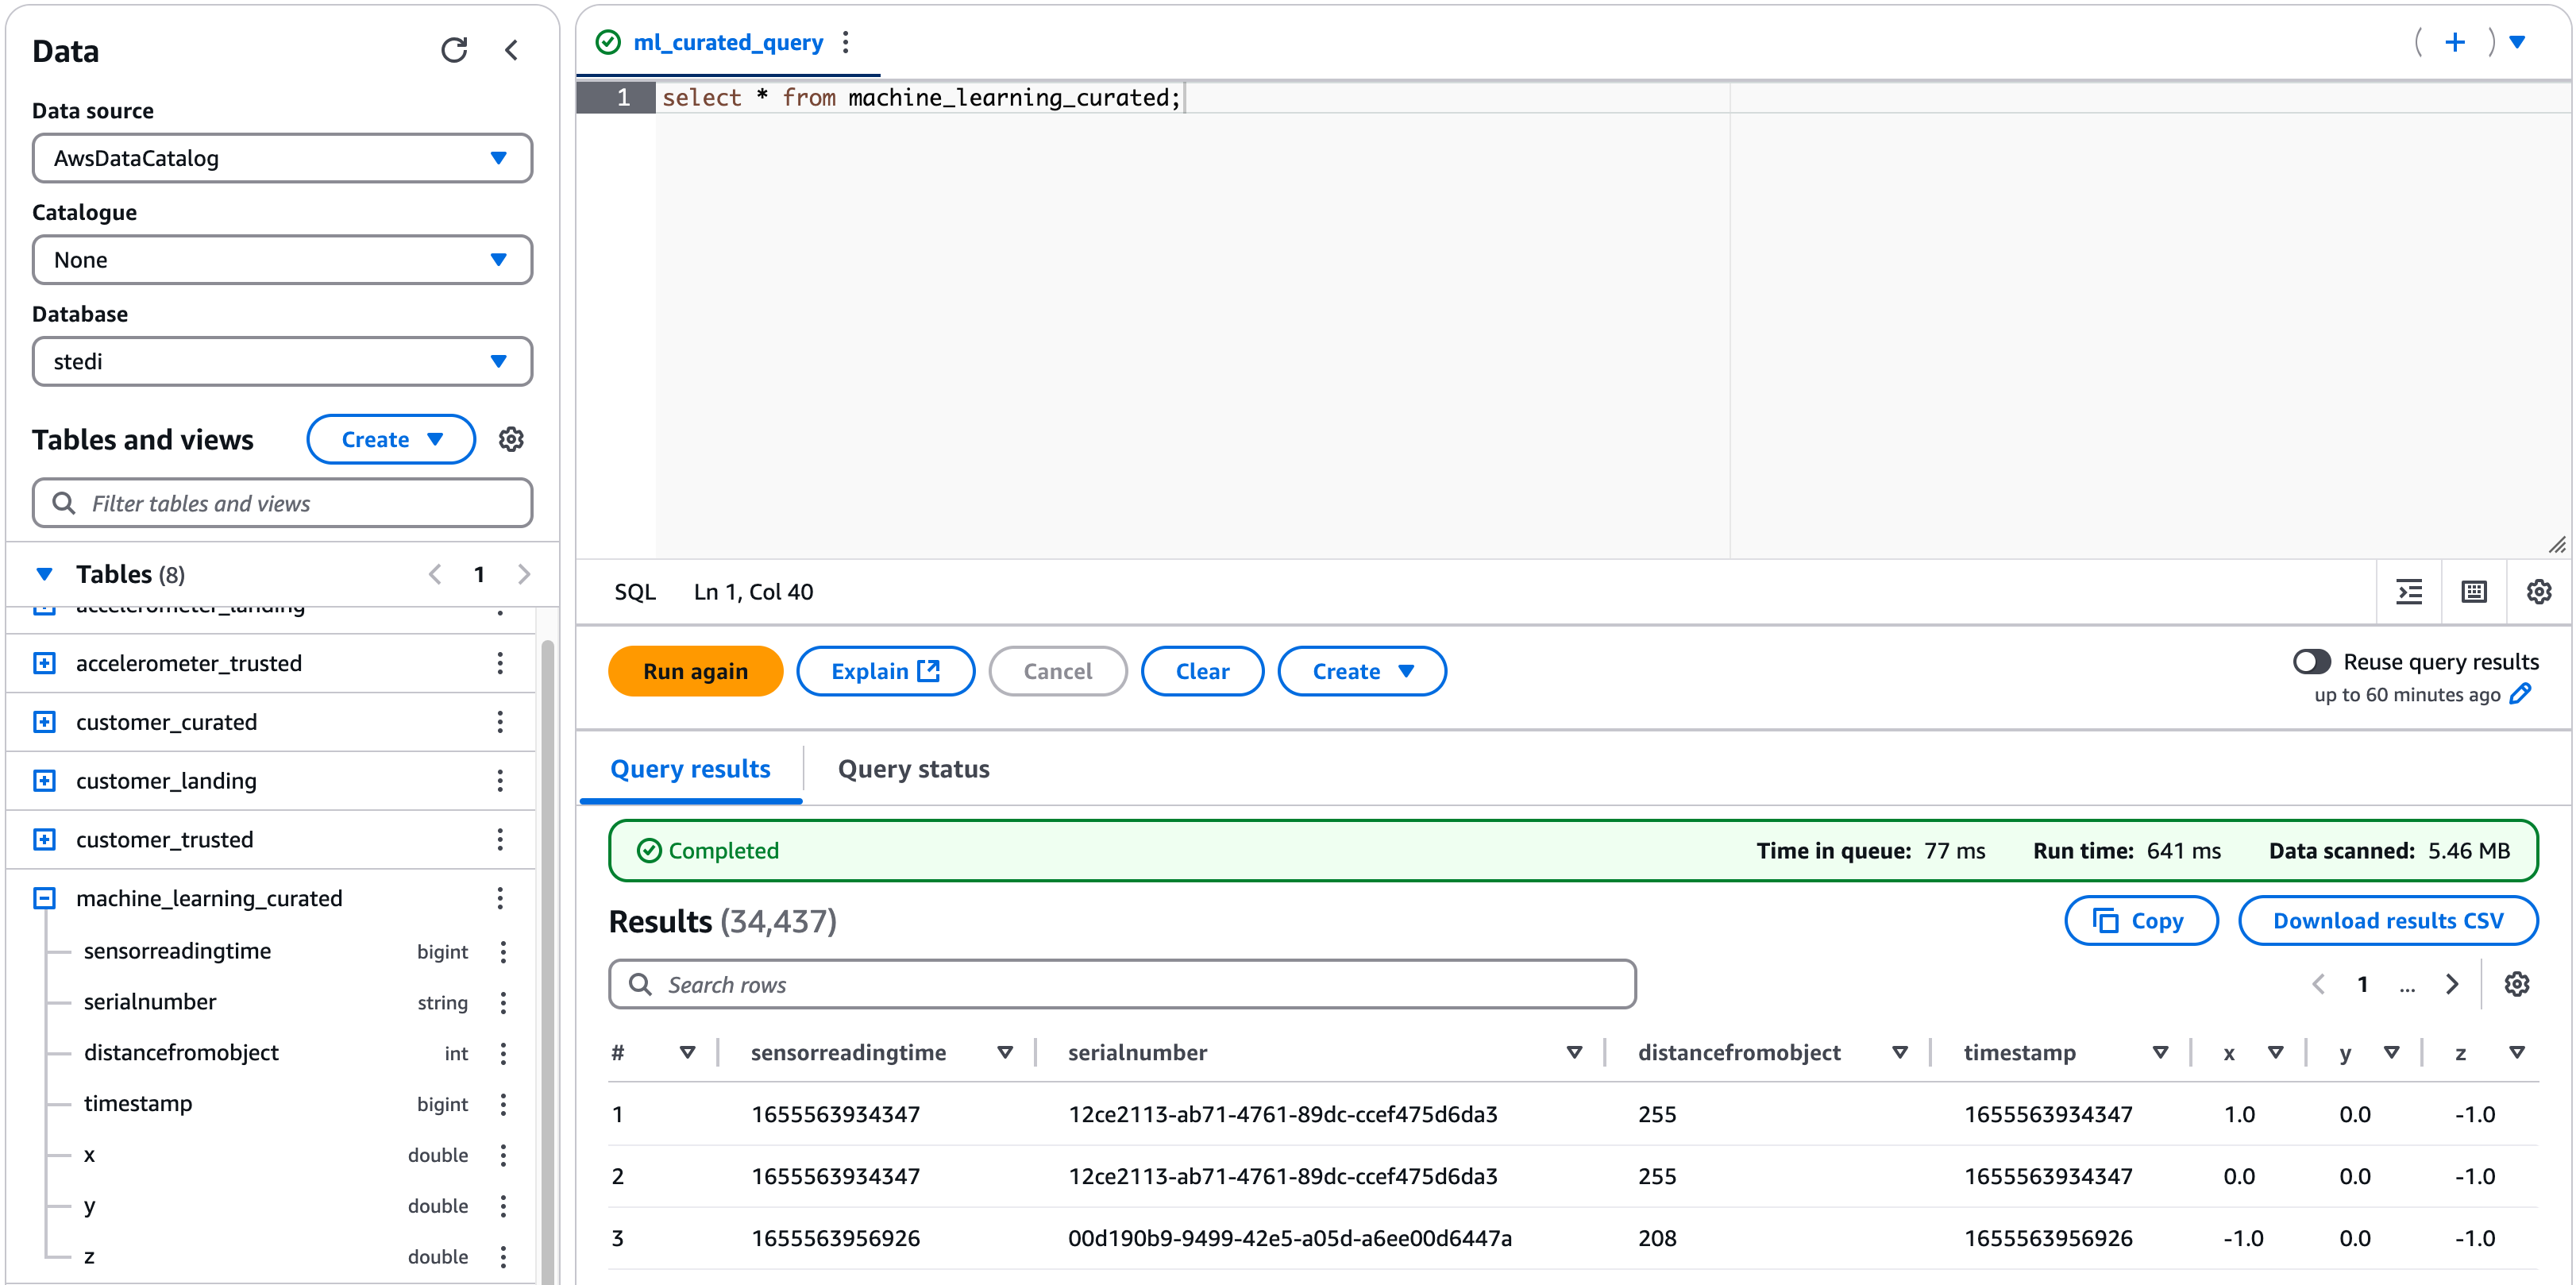 Data
Data source
AwsDataCatalog
Catalogue
None
Database
stedi
Tables and views
Create
Filter tables and views
Tables (8)
1
accelerometer_landing
accelerometer_trusted
customer_curated
customer_landing
customer_trusted
machine_learning_curated
sensorreadingtime bigint
serialnumber string
distancefromobject int
timestamp bigint
x double
y double
z double
ml_curated_query
1 select * from machine_learning_curated;
SQL Ln 1, Col 40
Run again Explain Cancel Clear Create
Reuse query results
up to 60 minutes ago
Query results Query status
Completed Time in queue: 77 ms Run time: 641 ms Data scanned: 5.46 MB
Results (34,437) Copy Download results CSV
Search rows 1 ...
# sensorreadingtime serialnumber distancefromobject timestamp x y z
1 1655563934347 12ce2113-ab71-4761-89dc-ccef475d6da3 255 1655563934347 1.0 0.0 -1.0
2 1655563934347 12ce2113-ab71-4761-89dc-ccef475d6da3 255 1655563934347 0.0 0.0 -1.0
3 1655563956926 00d190b9-9499-42e5-a05d-a6ee00d6447a 208 1655563956926 -1.0 0.0 -1.0